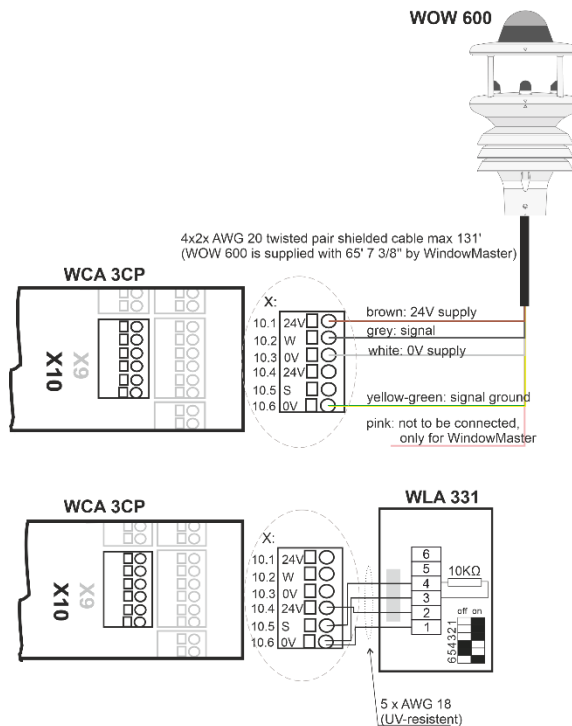 WOW 600
4x2x AWG 20 twisted pair shielded cable max 131'
(WOW 600 is supplied with 65' 7 3/8" by WindowMaster)
WCA 3CP
X10
X9
X:
10.1 24V
10.2 W
10.3 0V
10.4 24V
10.5 S
10.6 0V
brown: 24V supply
grey: signal
white: 0V supply
yellow-green: signal ground
pink: not to be connected,
only for WindowMaster
WCA 3CP
X10
X9
X:
10.1 24V
10.2 W
10.3 0V
10.4 24V
10.5 S
10.6 0V
WLA 331
6
5
4
3
2
1
10KΩ
off on
654321
5 x AWG 18
(UV-resistent)